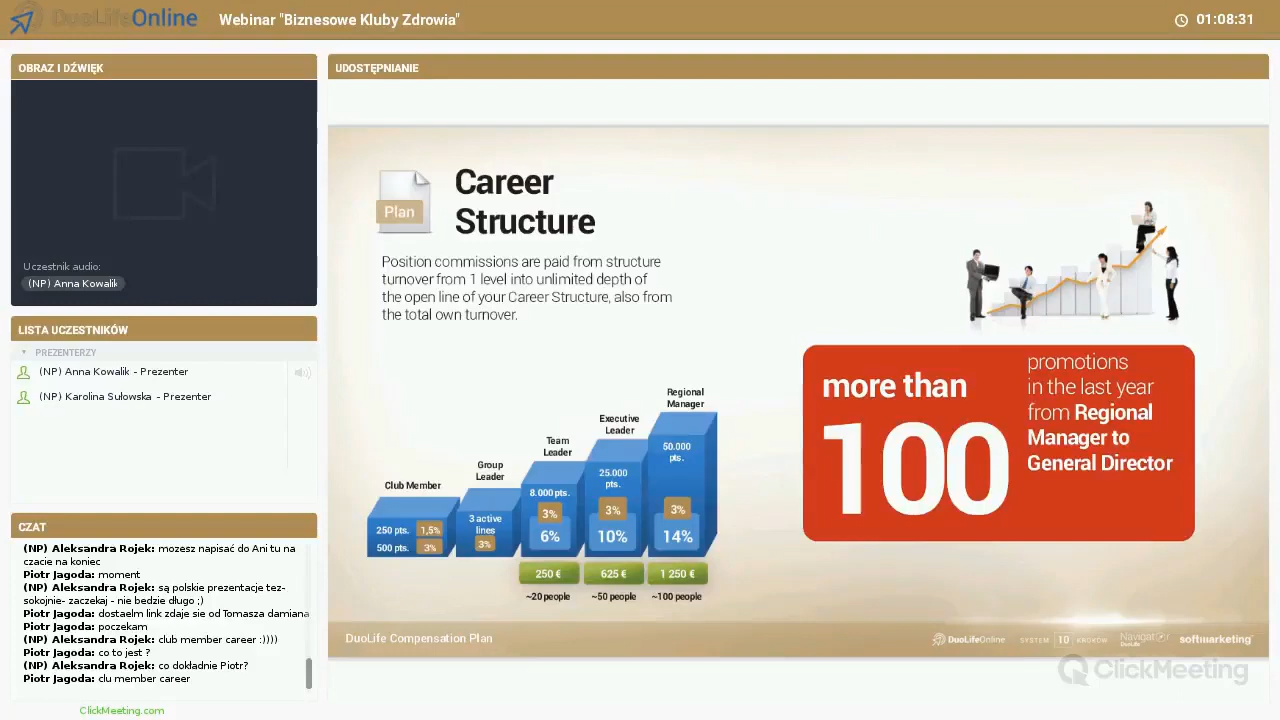 DuoLifeOnline
Webinar "Biznesowe Kluby Zdrowia"
01:08:31
OBRAZ I DŹWIĘK
Uczestnik audio:
(NP) Anna Kowalik
LISTA UCZESTNIKÓW
PREZENTERZY
(NP) Anna Kowalik - Prezenter
(NP) Karolina Sułowska - Prezenter
CZAT
(NP) Aleksandra Rojek: mozesz napisać do Ani tu na
czacie na koniec
Piotr Jagoda: moment
(NP) Aleksandra Rojek: są polskie prezentacje tez-
sokojnie- zaczekaj - nie bedzie długo ;)
Piotr Jagoda: dostaelm link zdaje sie od Tomasza damiana
Piotr Jagoda: poczekam
(NP) Aleksandra Rojek: club member career :))))
Piotr Jagoda: co to jest ?
(NP) Aleksandra Rojek: co dokładnie Piotr?
Piotr Jagoda: clu member career
ClickMeeting.com
UDOSTĘPNIANIE
Plan
Career
Structure
Position commissions are paid from structure
turnover from 1 level into unlimited depth of
the open line of your Career Structure, also from
the total own turnover.
Club Member
250 pts.
1,5%
500 pts.
3%
Group
Leader
3 active
lines
3%
Team
Leader
8.000 pts.
3%
6%
250 €
~20 people
Executive
Leader
25.000
pts.
3%
10%
625 €
~50 people
Regional
Manager
50.000
pts.
3%
14%
1 250 €
~100 people
more than
100
promotions
in the last year
from Regional
Manager to
General Director
DuoLife Compensation Plan
DuoLifeOnline
SYSTEM 10 KROKÓW
Navigator
DuoLife
softmarketing
ClickMeeting